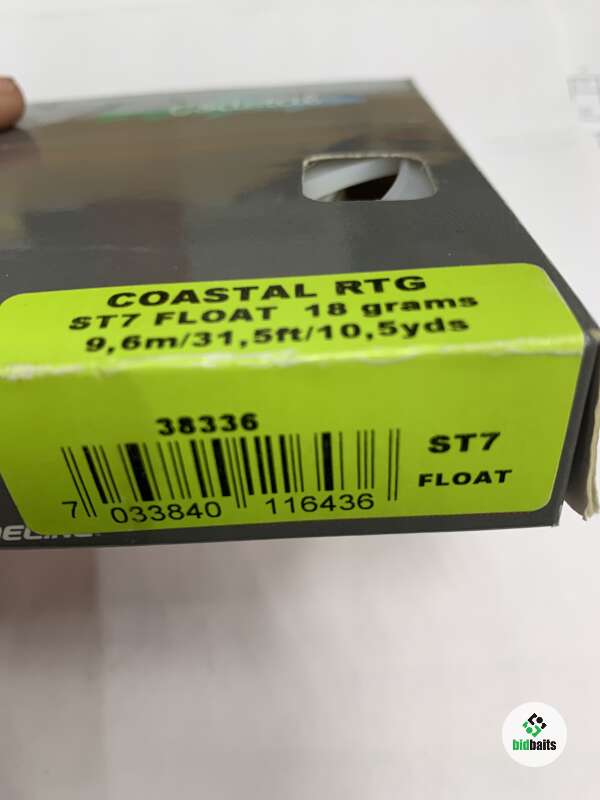 COASTAL RTG
ST7 FLOAT 18 grams
9,6m/31,5ft/10,5yds
38336
7 033840 116436
ST7
FLOAT
bidbaits